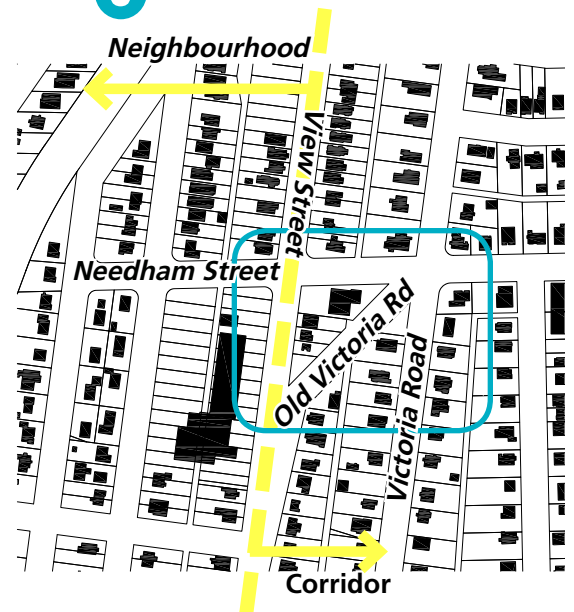 Neighbourhood
View Street
Needham Street
Old Victoria Rd
Victoria Road
Corridor